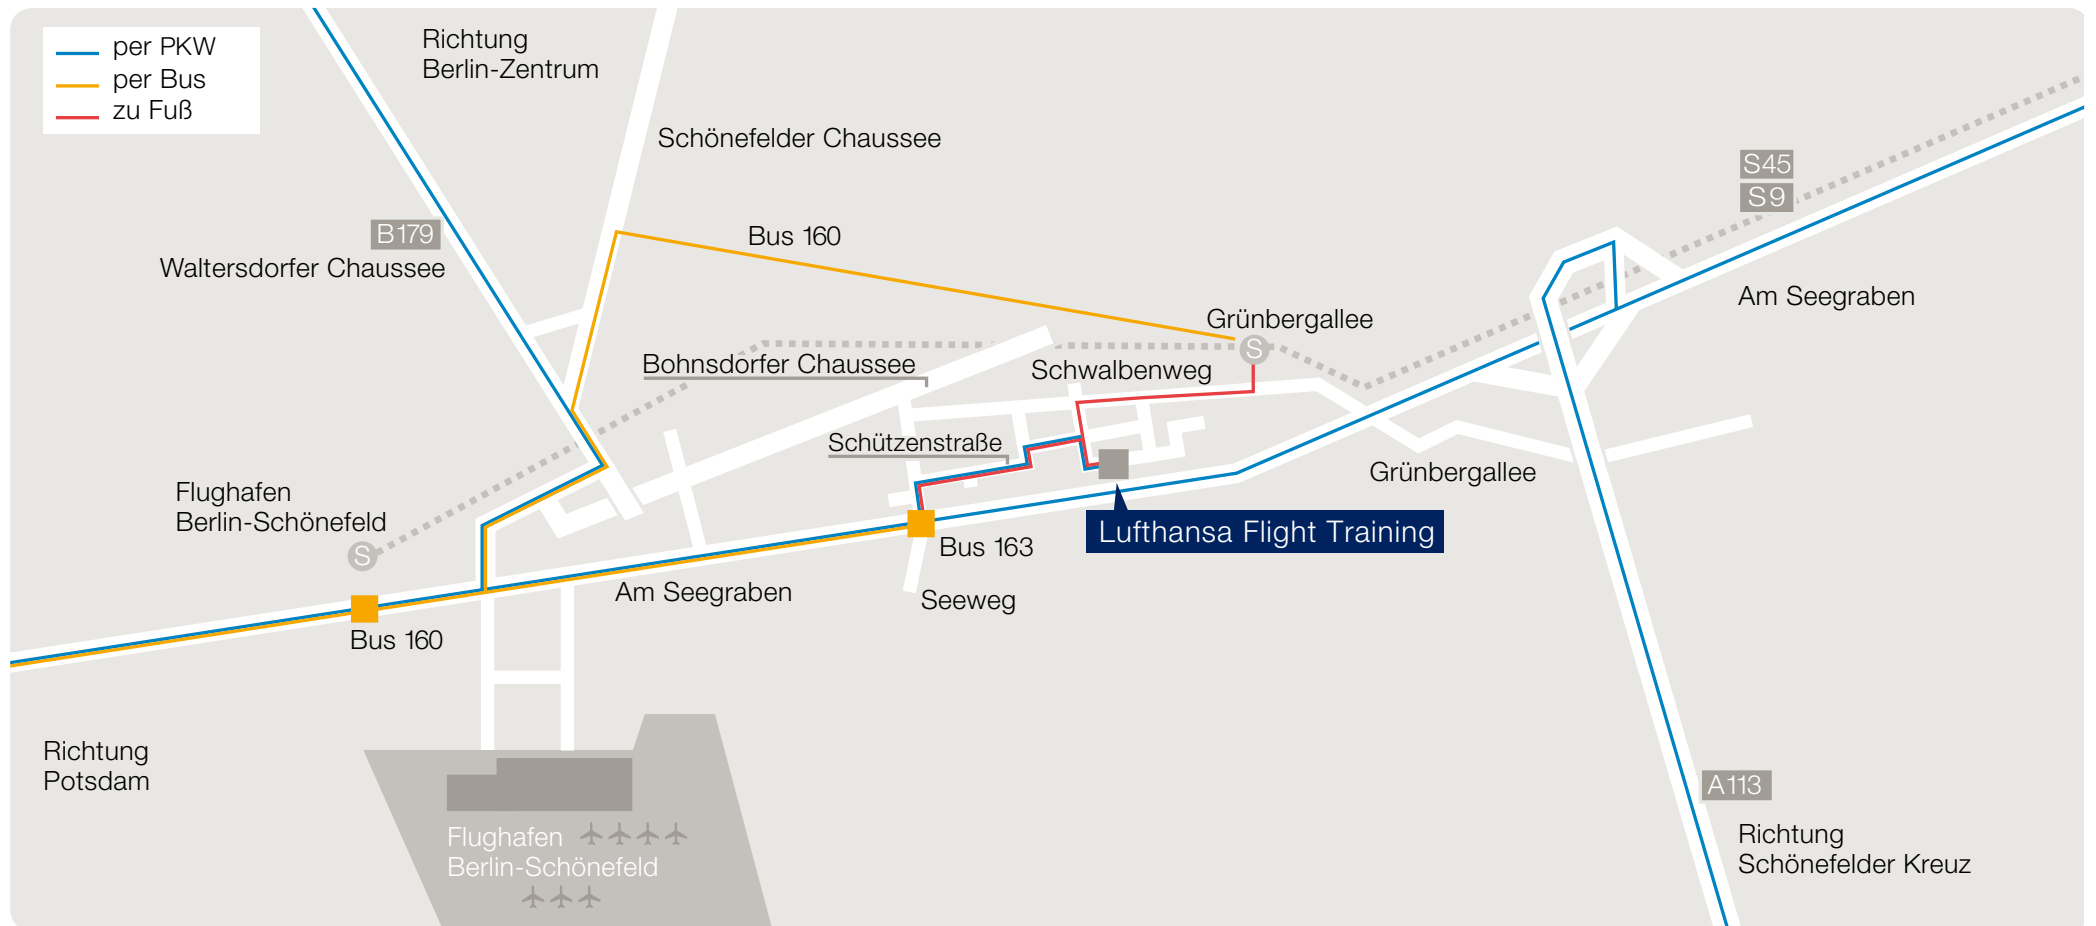 per PKW
per Bus
zu Fuß
Richtung
Berlin-Zentrum
Schönefelder Chaussee
S45
S9
B179
Bus 160
Waltersdorfer Chaussee
Am Seegraben
Grünbergallee
S
Bohnsdorfer Chaussee
Schwalbenweg
Schützenstraße
Grünbergallee
Flughafen
Berlin-Schönefeld
S
Lufthansa Flight Training
Bus 163
Am Seegraben
Seeweg
Bus 160
Richtung
Potsdam
A113
Flughafen
Berlin-Schönefeld
Richtung
Schönefelder Kreuz